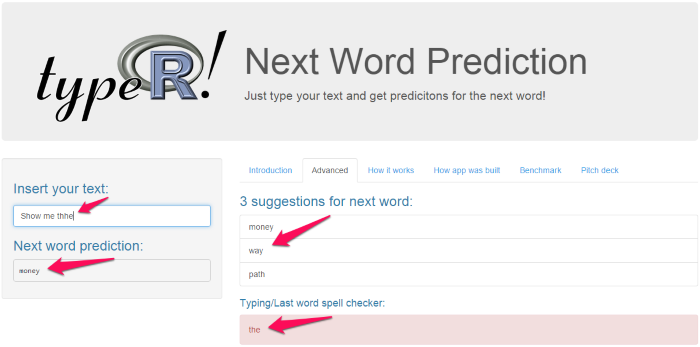 typeR!
Next Word Prediction
Just type your text and get predicitons for the next word!
Insert your text:
Show me thhe
Next word prediction:
money
Introduction Advanced How it works How app was built Benchmark Pitch deck
3 suggestions for next word:
money
way
path
Typing/Last word spell checker:
the